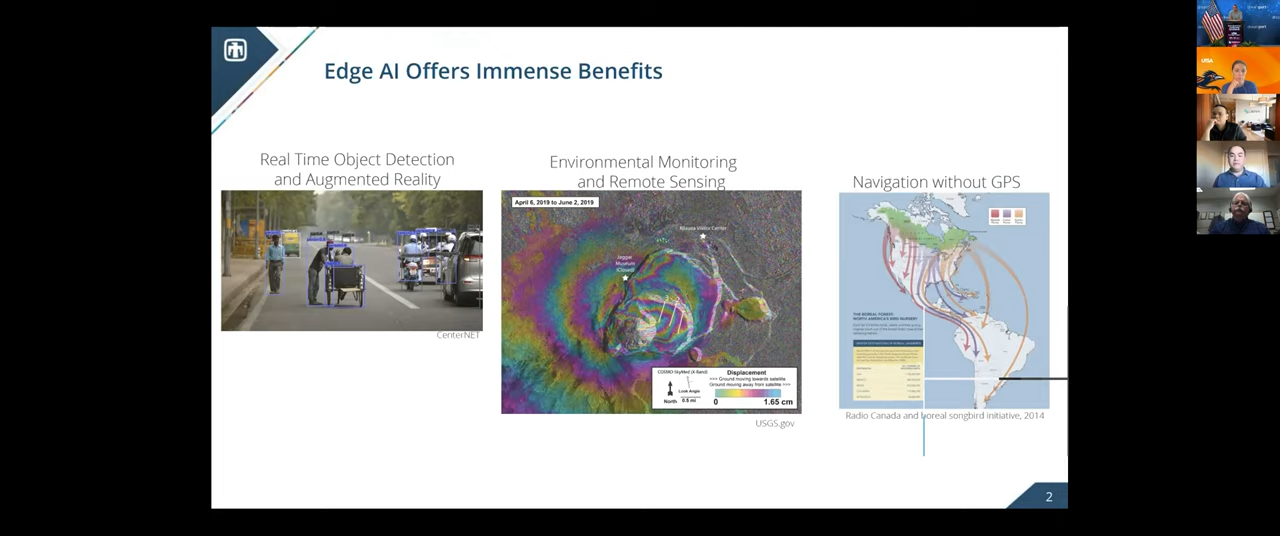 Edge AI Offers Immense Benefits
Real Time Object Detection
and Augmented Reality
CenterNET
Environmental Monitoring
and Remote Sensing
April 6, 2019 to June 2, 2019
Kilauea Visitor Center
Jaggar
Museum
(Closed)
COSMO-SkyMed (X-Band)
Look Angle
North
0.5 mi
Displacement
>>> Ground moving towards satellite
Ground moving away from satellite >>>
0
1.65 cm
USGS.gov
Navigation without GPS
THE BOREAL FOREST:
NORTH AMERICA'S BIRD NURSERY
Radio Canada and boreal songbird initiative, 2014
2
UTSA